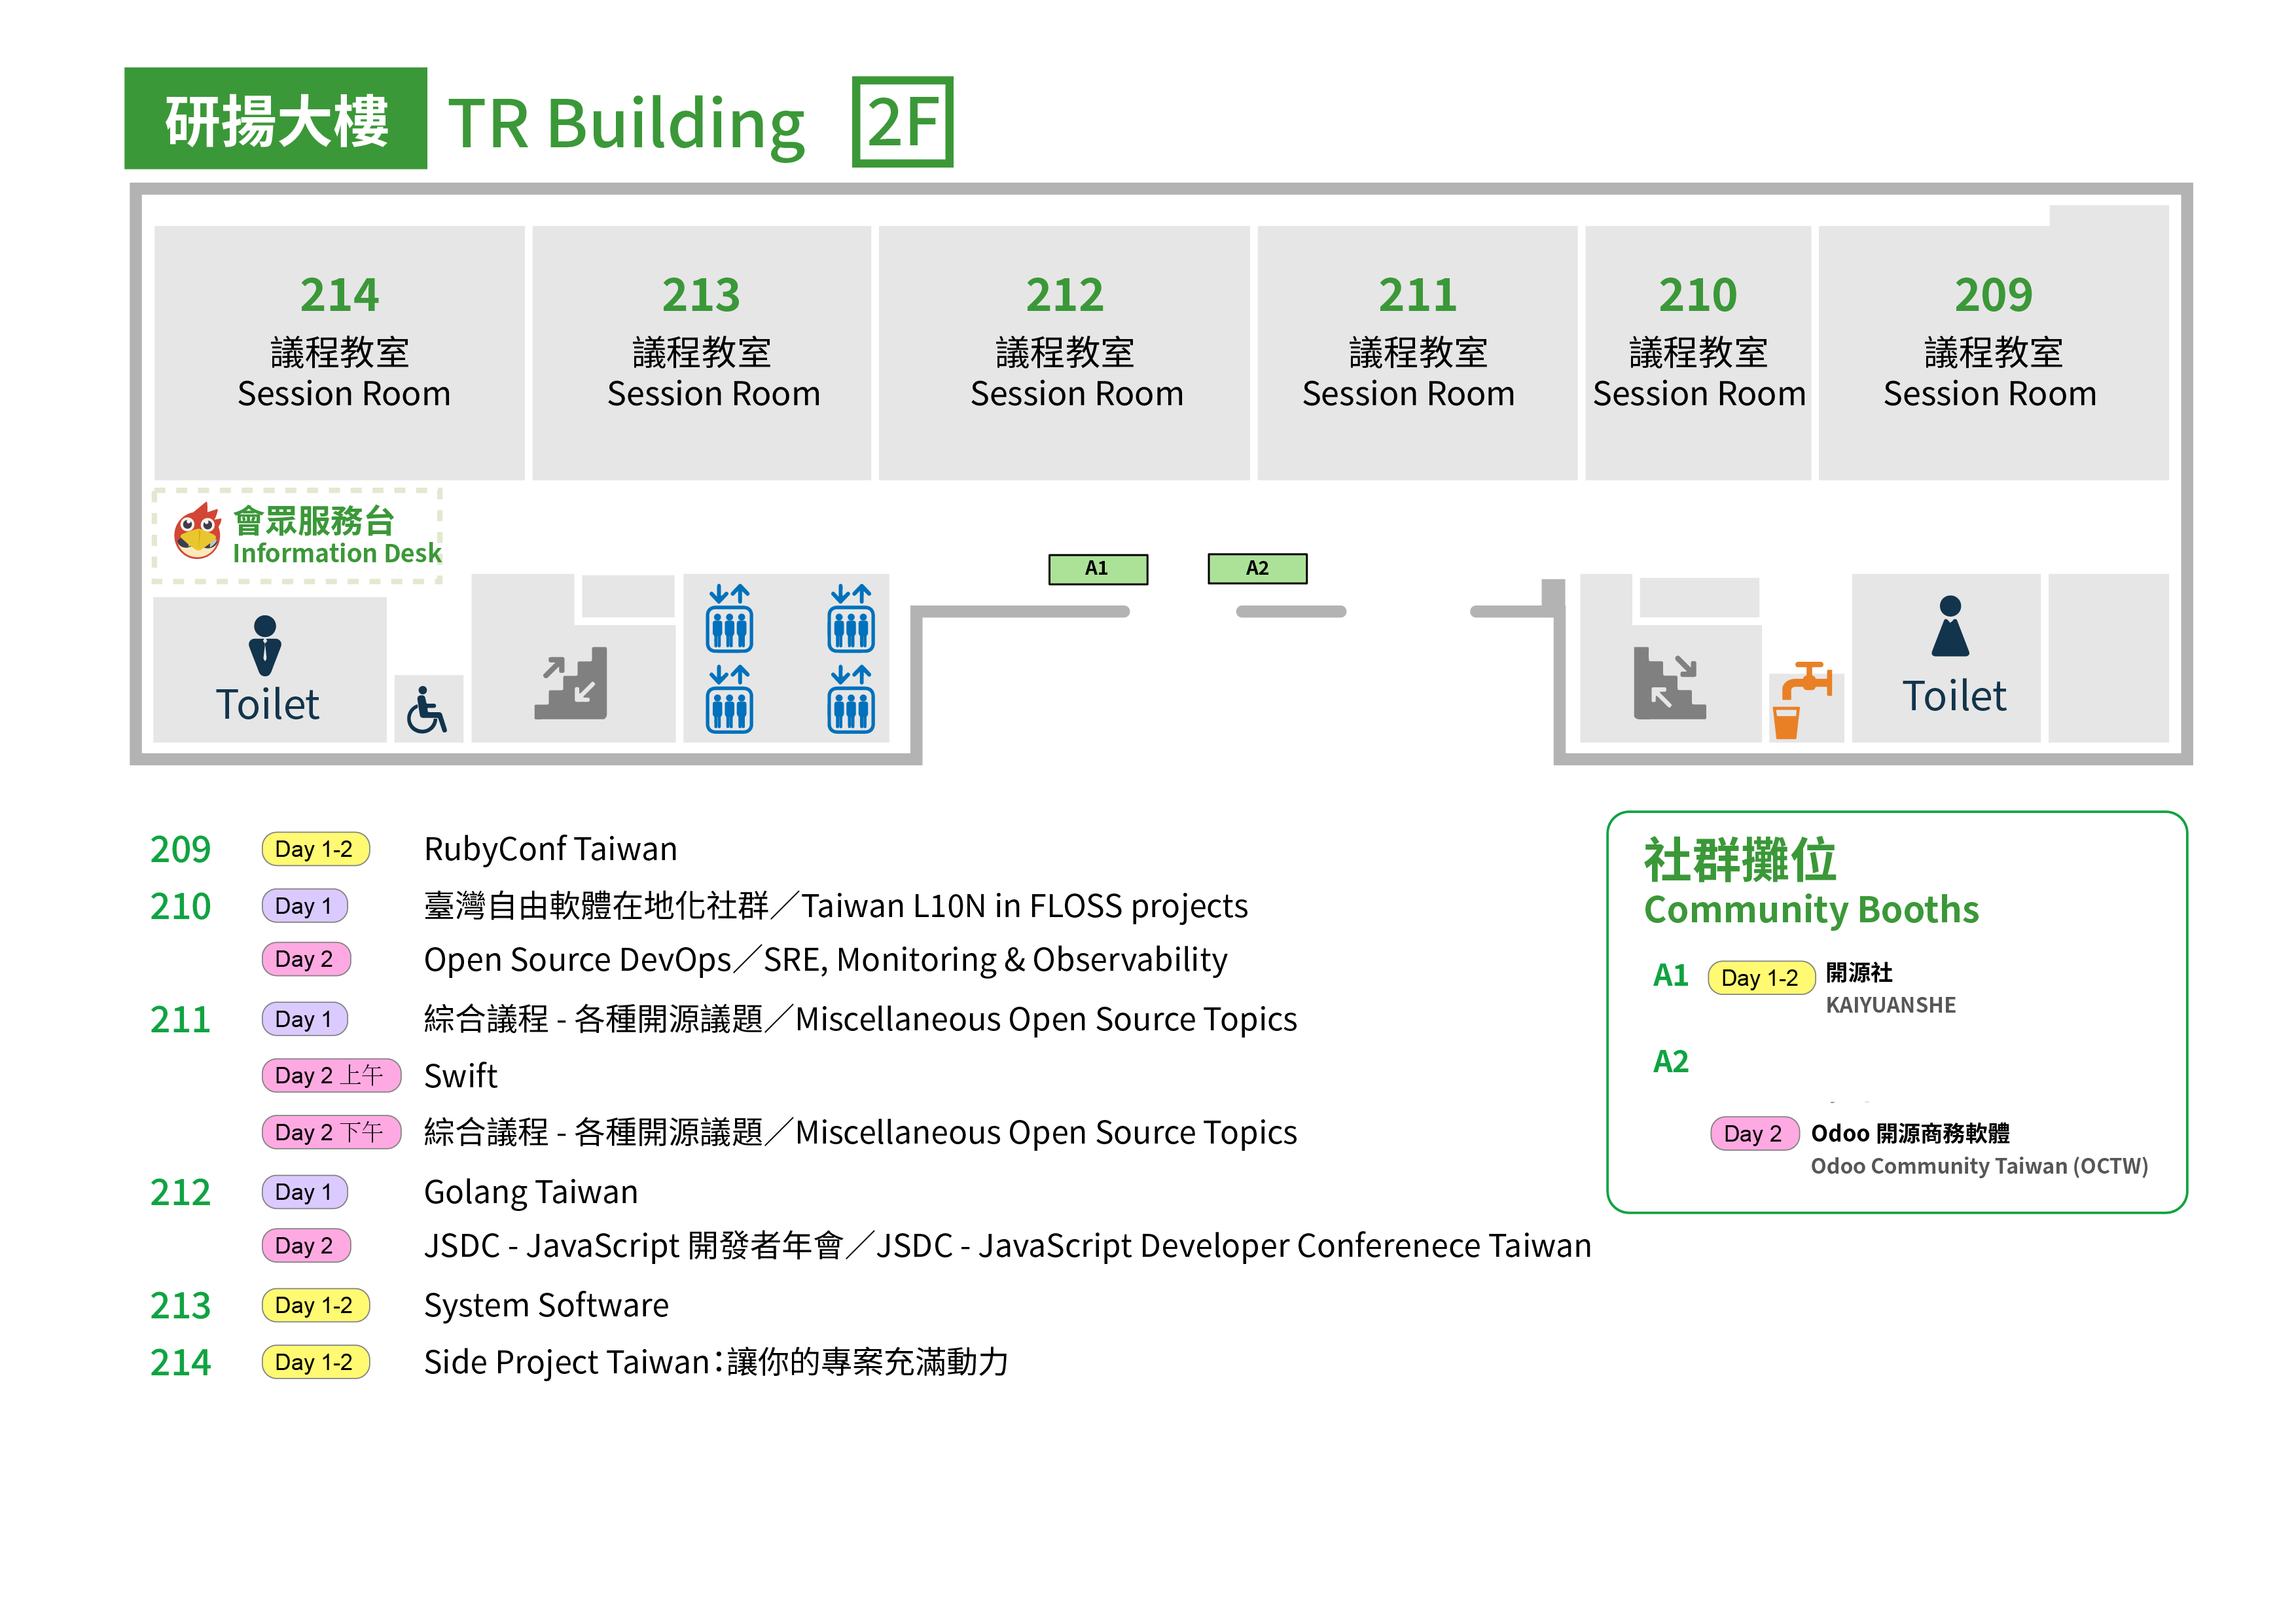 研揚大樓 TR Building 2F
214 213 212 211 210 209
議程教室 議程教室 議程教室 議程教室 議程教室 議程教室
Session Room Session Room Session Room Session Room Session Room Session Room
會眾服務台
Information Desk
A1 A2
Toilet
Toilet
209 Day 1-2 RubyConf Taiwan
210 Day 1 臺灣自由軟體在地化社群／Taiwan L10N in FLOSS projects
Day 2 Open Source DevOps／SRE, Monitoring & Observability
211 Day 1 綜合議程 - 各種開源議題／Miscellaneous Open Source Topics
Day 2 上午 Swift
Day 2 下午 綜合議程 - 各種開源議題／Miscellaneous Open Source Topics
212 Day 1 Golang Taiwan
Day 2 JSDC - JavaScript 開發者年會／JSDC - JavaScript Developer Conferenece Taiwan
213 Day 1-2 System Software
214 Day 1-2 Side Project Taiwan：讓你的專案充滿動力
社群攤位
Community Booths
A1 Day 1-2 開源社
KAIYUANSHE
A2
Day 2 Odoo 開源商務軟體
Odoo Community Taiwan (OCTW)